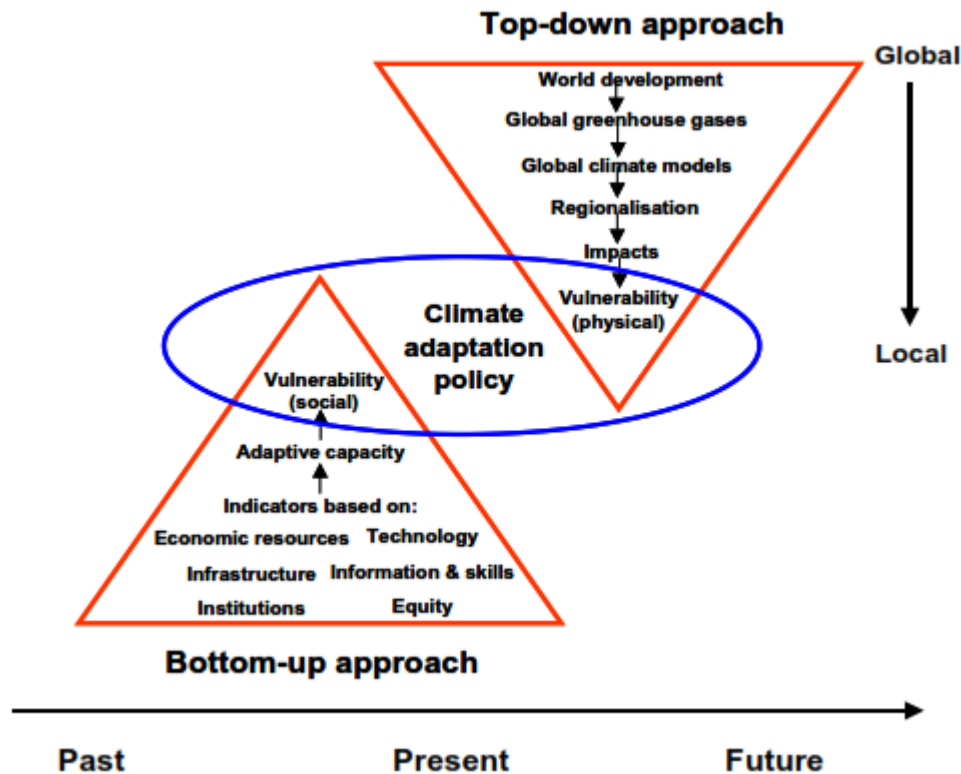 Top-down approach
Global
World development
Global greenhouse gases
Global climate models
Regionalisation
Impacts
Vulnerability
(physical)
Local
Climate
adaptation
policy
Vulnerability
(social)
Adaptive capacity
Indicators based on:
Economic resources Technology
Infrastructure Information & skills
Institutions Equity
Bottom-up approach
Past Present Future